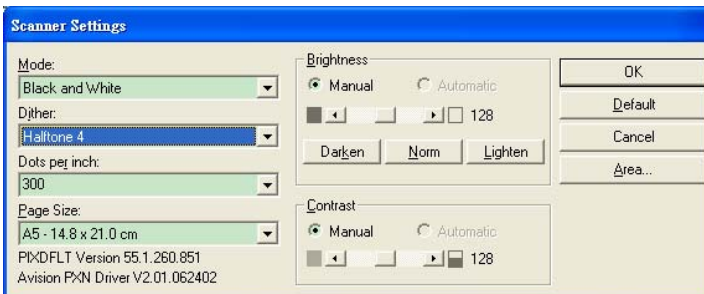 Scanner Settings
Mode:
Black and White
Dither:
Halftone 4
Dots per inch:
300
Page Size:
A5 - 14.8 x 21.0 cm
PIXDFLT Version 55.1.260.851
Avision PXN Driver V2.01.062402
Brightness
Manual Automatic
128
Darken Norm Lighten
Contrast
Manual Automatic
128
OK
Default
Cancel
Area...